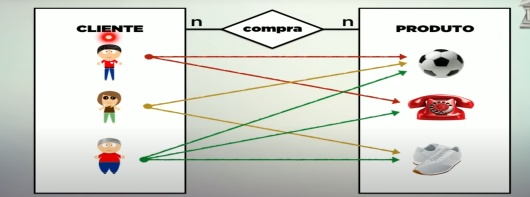 CLIENTE
n
compra
n
PRODUTO